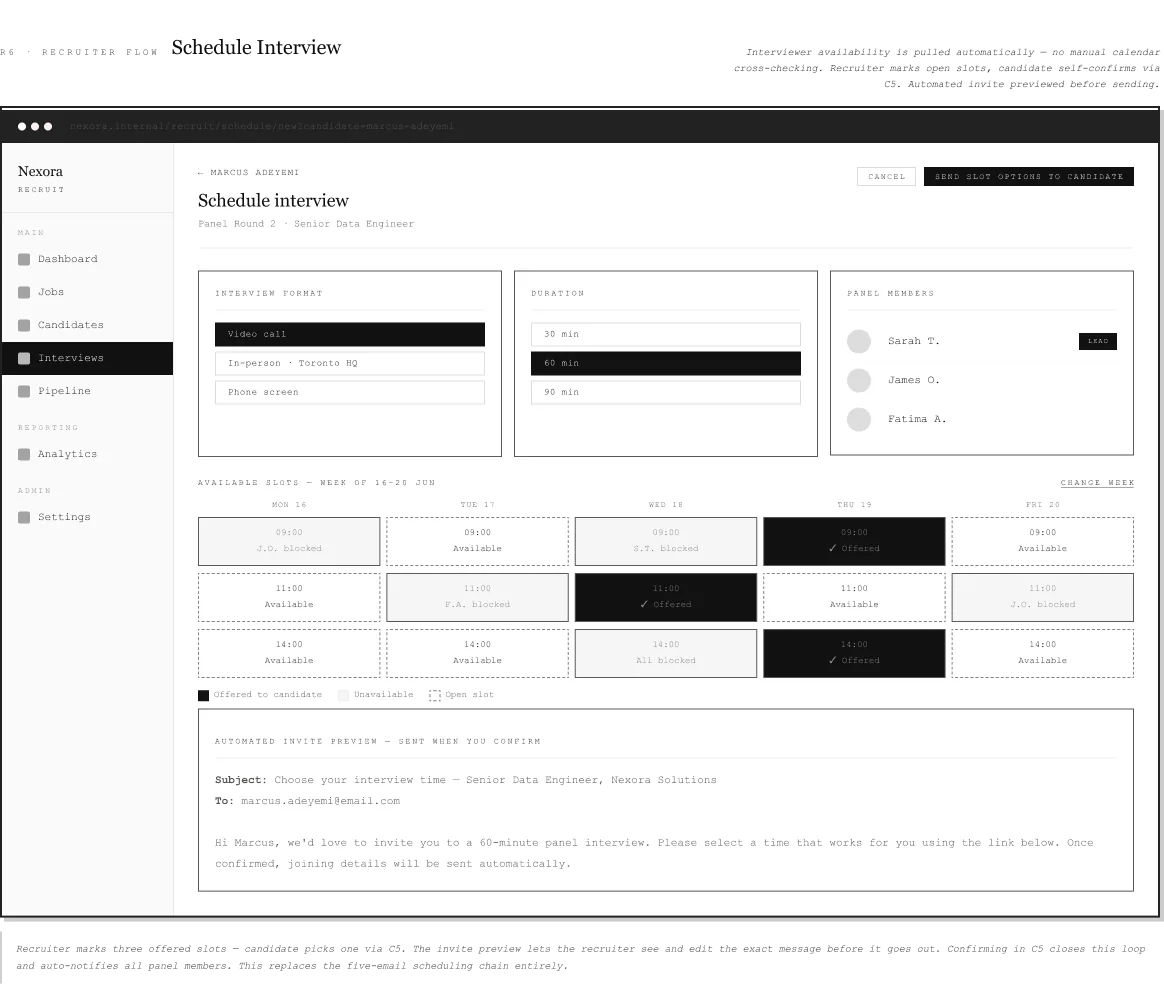 R6 · RECRUITER FLOW Schedule Interview
Interviewer availability is pulled automatically — no manual calendar
cross-checking. Recruiter marks open slots, candidate self-confirms via
C5. Automated invite previewed before sending.
nexora.internal/recruit/schedule/new?candidate=marcus-adeyemi
Nexora
RECRUIT
MAIN
Dashboard
Jobs
Candidates
Interviews
Pipeline
REPORTING
Analytics
ADMIN
Settings
← MARCUS ADEYEMI
Schedule interview
Panel Round 2 · Senior Data Engineer
CANCEL
SEND SLOT OPTIONS TO CANDIDATE
INTERVIEW FORMAT
Video call
In-person · Toronto HQ
Phone screen
DURATION
30 min
60 min
90 min
PANEL MEMBERS
Sarah T. LEAD
James O.
Fatima A.
AVAILABLE SLOTS — WEEK OF 16–20 JUN CHANGE WEEK
MON 16 TUE 17 WED 18 THU 19 FRI 20
09:00 09:00 09:00 09:00 09:00
J.O. blocked Available S.T. blocked ✓ Offered Available
11:00 11:00 11:00 11:00 11:00
Available F.A. blocked ✓ Offered Available J.O. blocked
14:00 14:00 14:00 14:00 14:00
Available Available All blocked ✓ Offered Available
Offered to candidate Unavailable Open slot
AUTOMATED INVITE PREVIEW — SENT WHEN YOU CONFIRM
Subject: Choose your interview time — Senior Data Engineer, Nexora Solutions
To: marcus.adeyemi@email.com
Hi Marcus, we'd love to invite you to a 60-minute panel interview. Please select a time that works for you using the link below. Once
confirmed, joining details will be sent automatically.
Recruiter marks three offered slots — candidate picks one via C5. The invite preview lets the recruiter see and edit the exact message before it goes out. Confirming in C5 closes this loop
and auto-notifies all panel members. This replaces the five-email scheduling chain entirely.